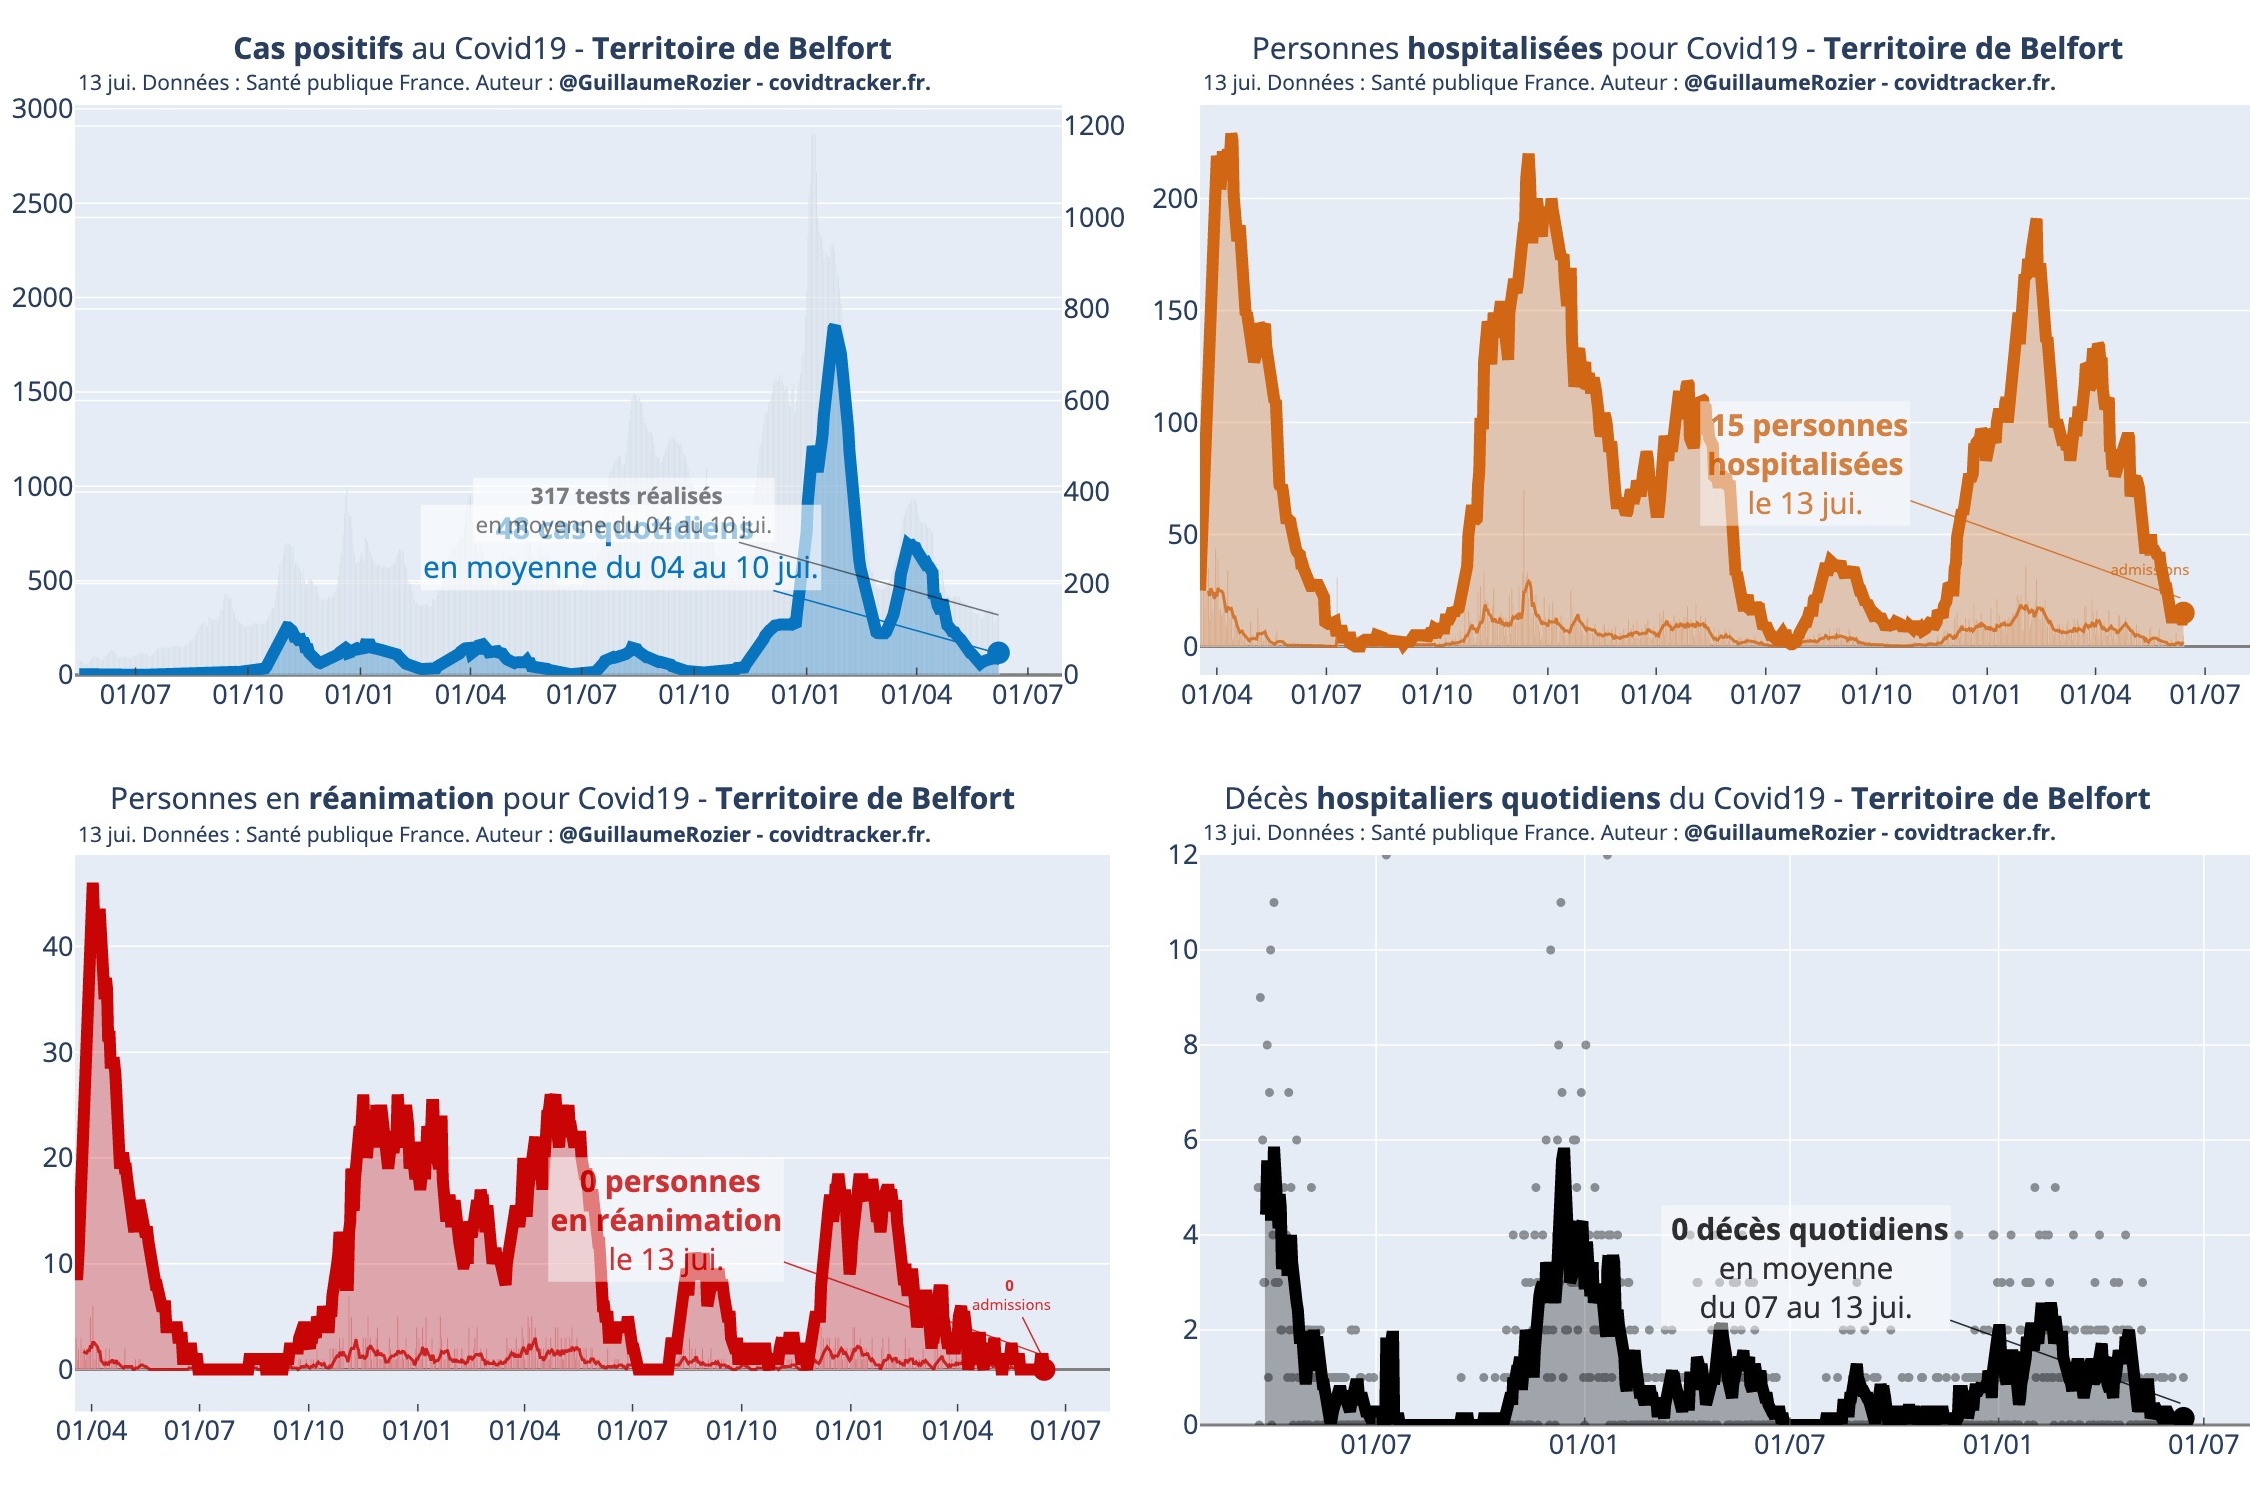 Cas positifs au Covid19 - Territoire de Belfort
13 jui. Données : Santé publique France. Auteur : @GuillaumeRozier - covidtracker.fr.
3000
2500
2000
1500
1000
500
0
1200
1000
800
600
400
200
0
317 tests réalisés
en moyenne du 04 au 10 jui.
48 cas quotidiens
en moyenne du 04 au 10 jui.
01/07 01/10 01/01 01/04 01/07 01/10 01/01 01/04 01/07
Personnes hospitalisées pour Covid19 - Territoire de Belfort
13 jui. Données : Santé publique France. Auteur : @GuillaumeRozier - covidtracker.fr.
200
150
100
50
0
15 personnes
hospitalisées
le 13 jui.
admissions
01/04 01/07 01/10 01/01 01/04 01/07 01/10 01/01 01/04 01/07
Personnes en réanimation pour Covid19 - Territoire de Belfort
13 jui. Données : Santé publique France. Auteur : @GuillaumeRozier - covidtracker.fr.
40
30
20
10
0
0 personnes
en réanimation
le 13 jui.
0
admissions
01/04 01/07 01/10 01/01 01/04 01/07 01/10 01/01 01/04 01/07
Décès hospitaliers quotidiens du Covid19 - Territoire de Belfort
13 jui. Données : Santé publique France. Auteur : @GuillaumeRozier - covidtracker.fr.
12
10
8
6
4
2
0
0 décès quotidiens
en moyenne
du 07 au 13 jui.
01/07 01/01 01/07 01/01 01/07